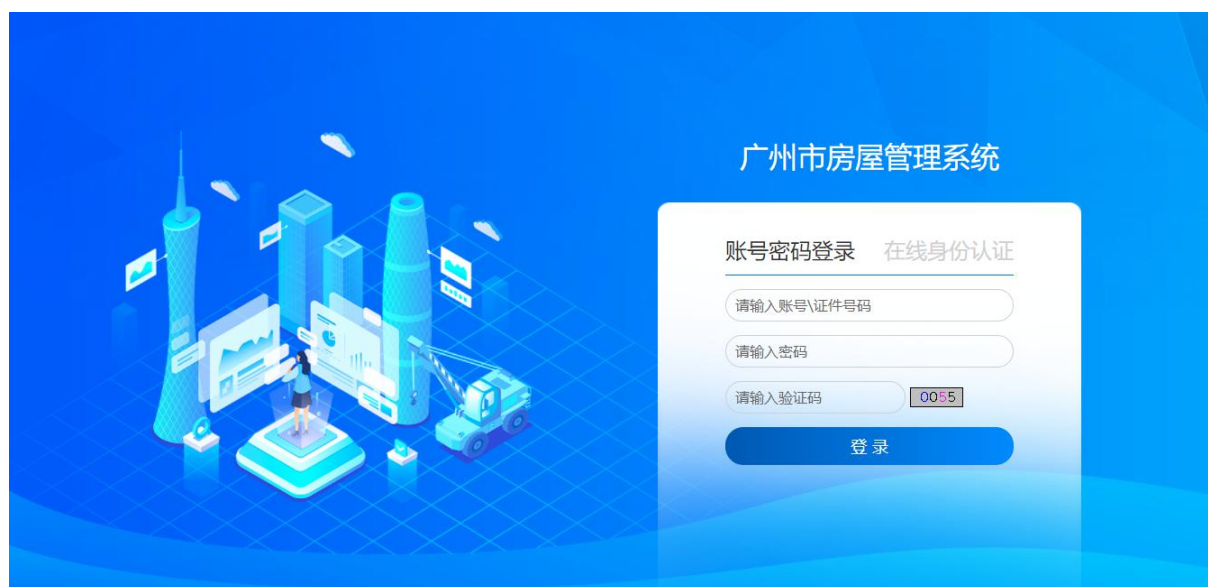 广州市房屋管理系统
账号密码登录 在线身份认证
请输入账号\证件号码
请输入密码
请输入验证码 0055
登录